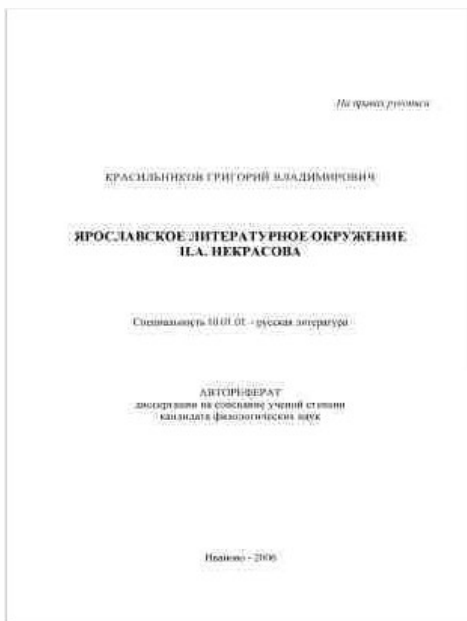 На правах рукописи
КРАСИЛЬНИКОВ ГРИГОРИЙ ВЛАДИМИРОВИЧ
ЯРОСЛАВСКОЕ ЛИТЕРАТУРНОЕ ОКРУЖЕНИЕ
Н.А. НЕКРАСОВА
Специальность 10.01.01 - русская литература
АВТОРЕФЕРАТ
диссертации на соискание ученой степени
кандидата филологических наук
Иваново - 2006